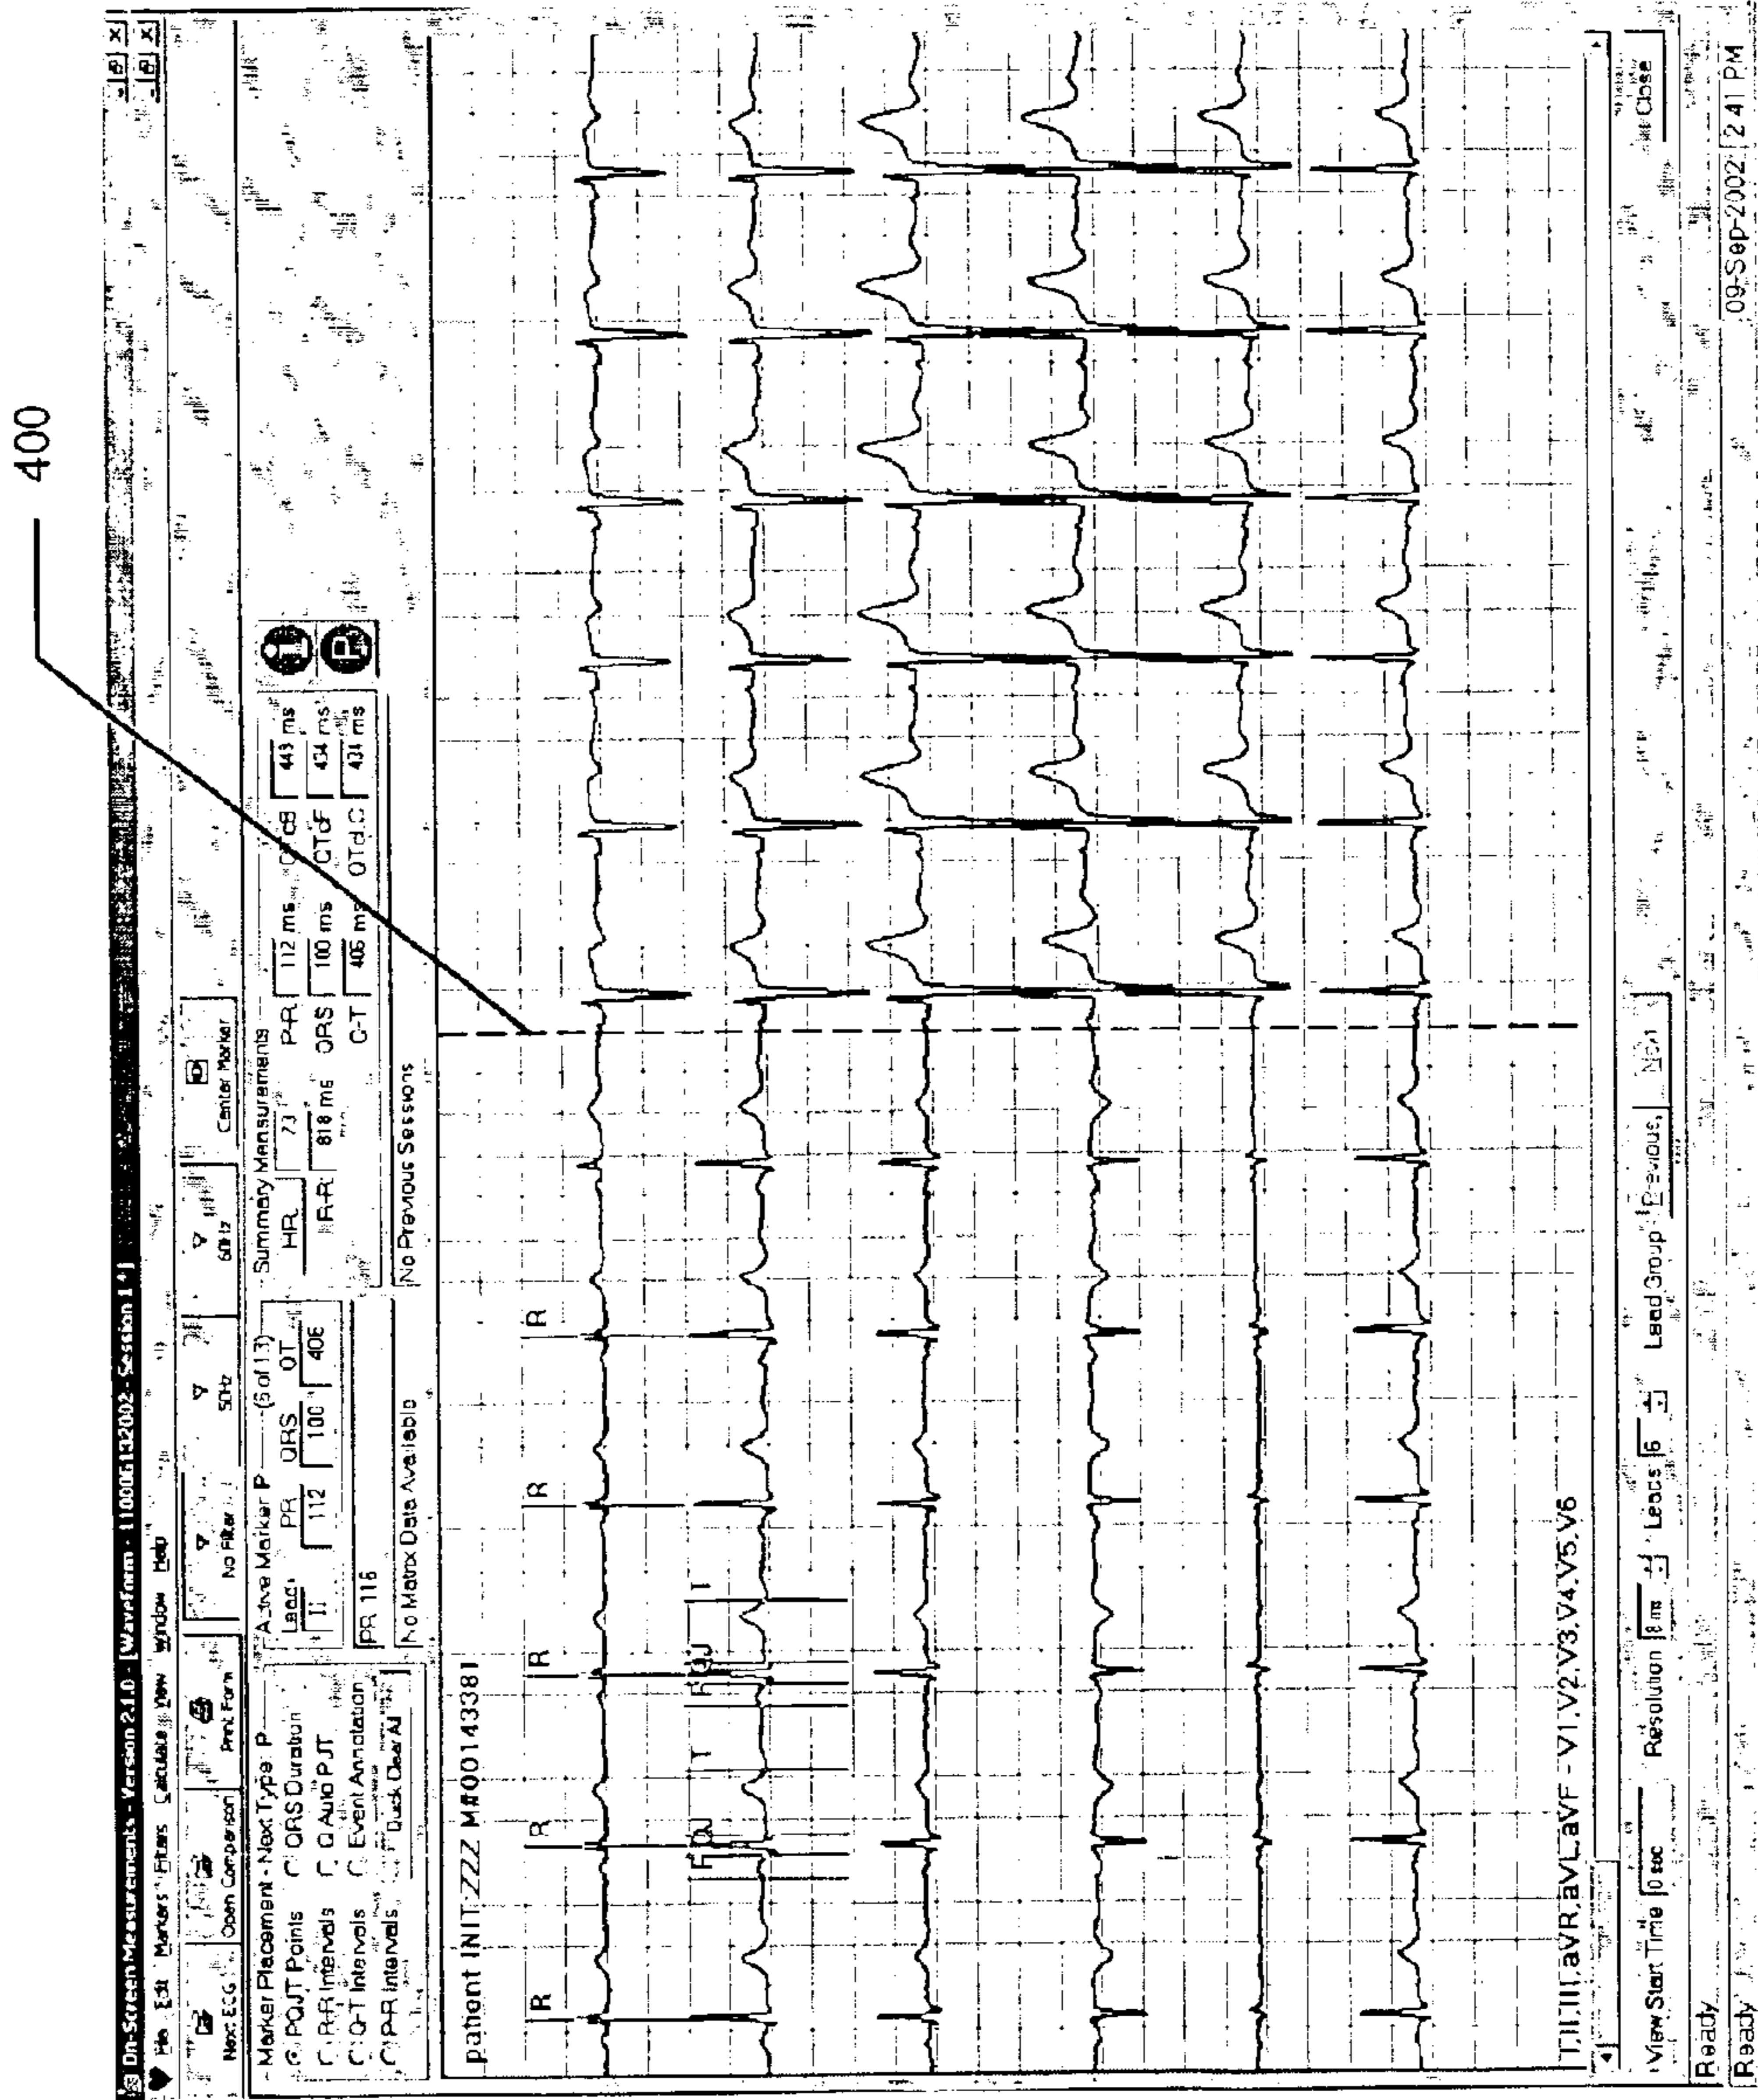 400
On-Screen Measurements - Version 2.1.0 - [Waveform - 110006132002 - Session 1 *]
File Edit Markers Filters Calculate View Window Help
Next ECG Open Comparison Print Form No Filter 50Hz 60Hz Center Marker
Marker Placement - Next Type: P
PQJT Points QRS Duration
R-R Intervals Q Auto PJT
Q-T Intervals Event Annotation
P-R Intervals Quick Clear All
Active Marker P (6 of 13)
Lead: PR QRS QT
II 112 100 406
PR 116
No Matrix Data Available
Summary Measurements
HR 73 P-R 112 ms QTcB 443 ms
R-R 818 ms QRS 100 ms QTcF 434 ms
Q-T 406 ms 434 ms
No Previous Sessions
patient INIT:ZZZ M#00143381
R R R R R
Q J T Q J T
I,II,III,aVR,aVL,aVF - V1,V2,V3,V4,V5,V6
View Start Time 0 sec Resolution 8 ms Leads 6 Lead Group Previous Next Close
Ready
Ready 09-Sep-2002 2 41 PM